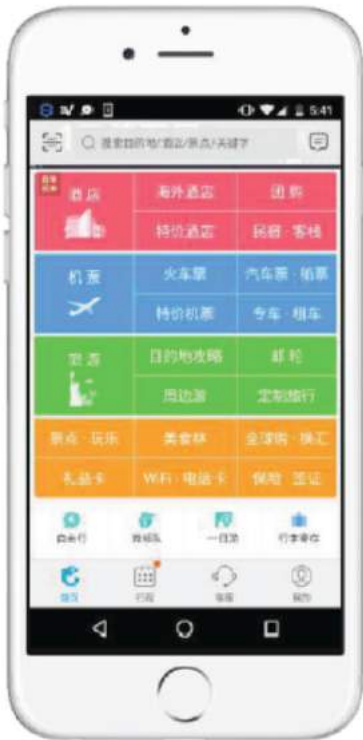 5:41
搜索目的地/酒店/景点/关键字
酒店
海外酒店
团购
特价酒店
民宿·客栈
机票
火车票
汽车票·船票
特价机票
专车·租车
旅游
目的地攻略
邮轮
周边游
定制旅行
景点·玩乐
美食林
全球购·换汇
礼品卡
WiFi·电话卡
保险·签证
自由行
跟团队
一日游
行李寄存
行程
客服
我的